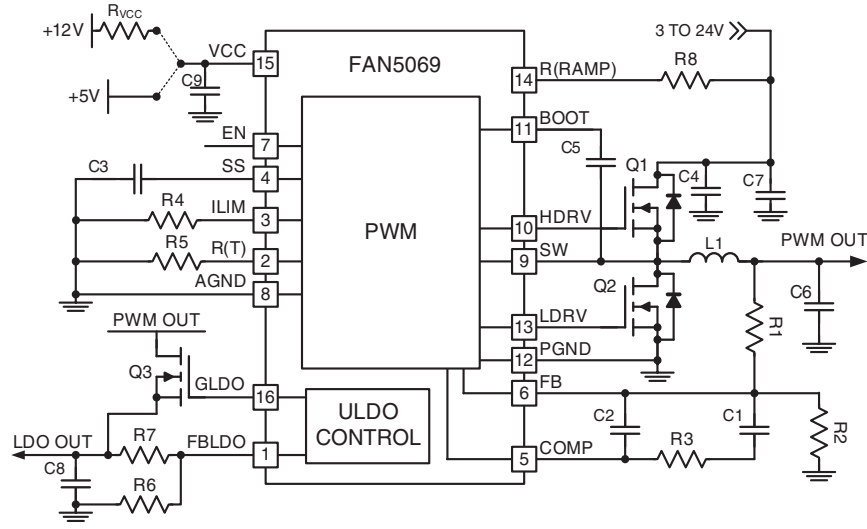 +12V
RVCC
+5V
C9
VCC
15
FAN5069
3 TO 24V
14
R(RAMP)
R8
11
BOOT
C5
EN
7
C3
SS
4
R4
ILIM
3
R5
R(T)
2
AGND
8
PWM
Q1
C4
C7
10
HDRV
9
SW
L1
PWM OUT
Q2
C6
13
LDRV
R1
12
PGND
6
FB
PWM OUT
Q3
GLDO
16
ULDO
CONTROL
C2
C1
R2
LDO OUT
R7
FBLDO
1
5
COMP
R3
C8
R6